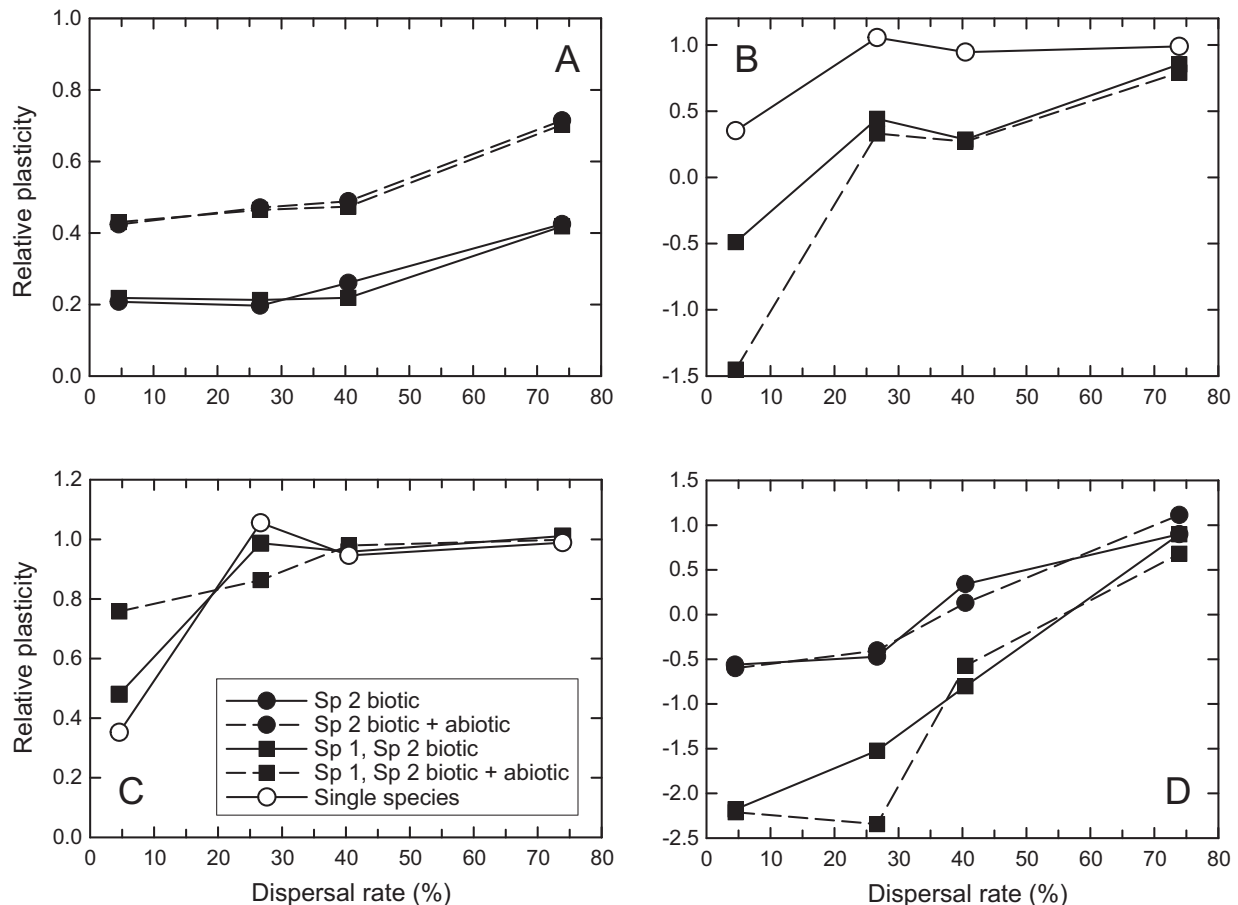 A
Relative plasticity
1.0
0.8
0.6
0.4
0.2
0.0
0 10 20 30 40 50 60 70 80
B
1.0
0.5
0.0
-0.5
-1.0
-1.5
0 10 20 30 40 50 60 70 80
C
Relative plasticity
1.2
1.0
0.8
0.6
0.4
0.2
0.0
Sp 2 biotic
Sp 2 biotic + abiotic
Sp 1, Sp 2 biotic
Sp 1, Sp 2 biotic + abiotic
Single species
0 10 20 30 40 50 60 70 80
Dispersal rate (%)
D
1.5
1.0
0.5
0.0
-0.5
-1.0
-1.5
-2.0
-2.5
0 10 20 30 40 50 60 70 80
Dispersal rate (%)